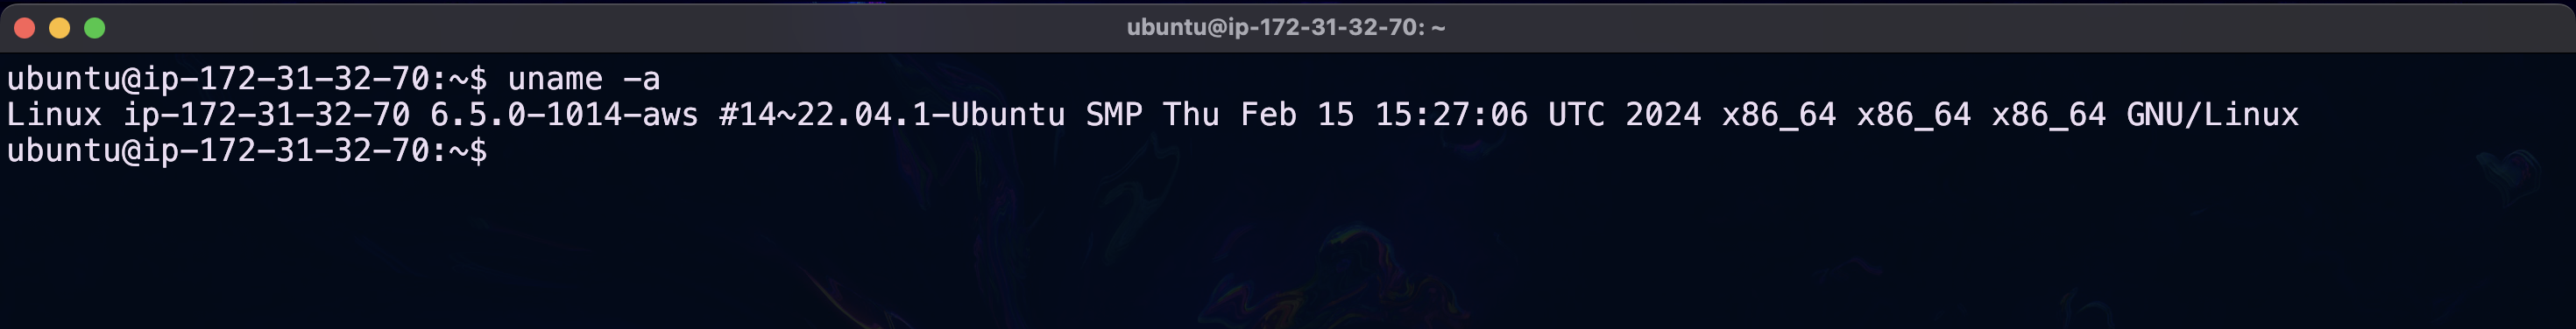 ubuntu@ip-172-31-32-70: ~
ubuntu@ip-172-31-32-70:~$ uname -a
Linux ip-172-31-32-70 6.5.0-1014-aws #14~22.04.1-Ubuntu SMP Thu Feb 15 15:27:06 UTC 2024 x86_64 x86_64 x86_64 GNU/Linux
ubuntu@ip-172-31-32-70:~$